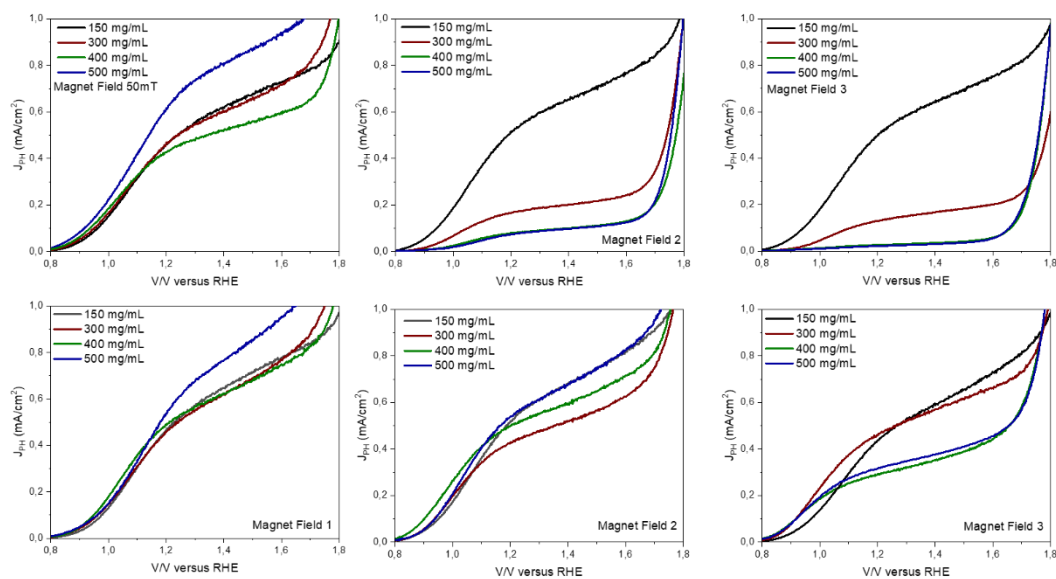 150 mg/mL
300 mg/mL
400 mg/mL
500 mg/mL
Magnet Field 50mT
J_PH (mA/cm²)
1,0
0,8
0,6
0,4
0,2
0,0
0,8 1,0 1,2 1,4 1,6 1,8
V/V versus RHE
150 mg/mL
300 mg/mL
400 mg/mL
500 mg/mL
Magnet Field 2
J_PH (mA/cm²)
1,0
0,8
0,6
0,4
0,2
0,0
0,8 1,0 1,2 1,4 1,6 1,8
V/V versus RHE
150 mg/mL
300 mg/mL
400 mg/mL
500 mg/mL
Magnet Field 3
J_PH (mA/cm²)
1,0
0,8
0,6
0,4
0,2
0,0
0,8 1,0 1,2 1,4 1,6 1,8
V/V versus RHE
150 mg/mL
300 mg/mL
400 mg/mL
500 mg/mL
Magnet Field 1
J_PH (mA/cm²)
1,0
0,8
0,6
0,4
0,2
0,0
0,8 1,0 1,2 1,4 1,6 1,8
V/V versus RHE
150 mg/mL
300 mg/mL
400 mg/mL
500 mg/mL
Magnet Field 2
J_PH (mA/cm²)
1,0
0,8
0,6
0,4
0,2
0,0
0,8 1,0 1,2 1,4 1,6 1,8
V/V versus RHE
150 mg/mL
300 mg/mL
400 mg/mL
500 mg/mL
Magnet Field 3
J_PH (mA/cm²)
1,0
0,8
0,6
0,4
0,2
0,0
0,8 1,0 1,2 1,4 1,6 1,8
V/V versus RHE